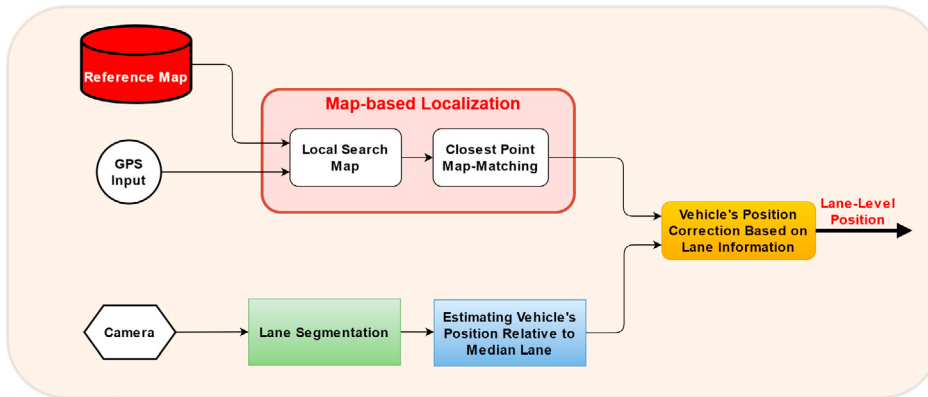 Reference Map
Map-based Localization
GPS
Input
Local Search
Map
Closest Point
Map-Matching
Vehicle's Position
Correction Based on
Lane Information
Lane-Level
Position
Camera
Lane Segmentation
Estimating Vehicle's
Position Relative to
Median Lane